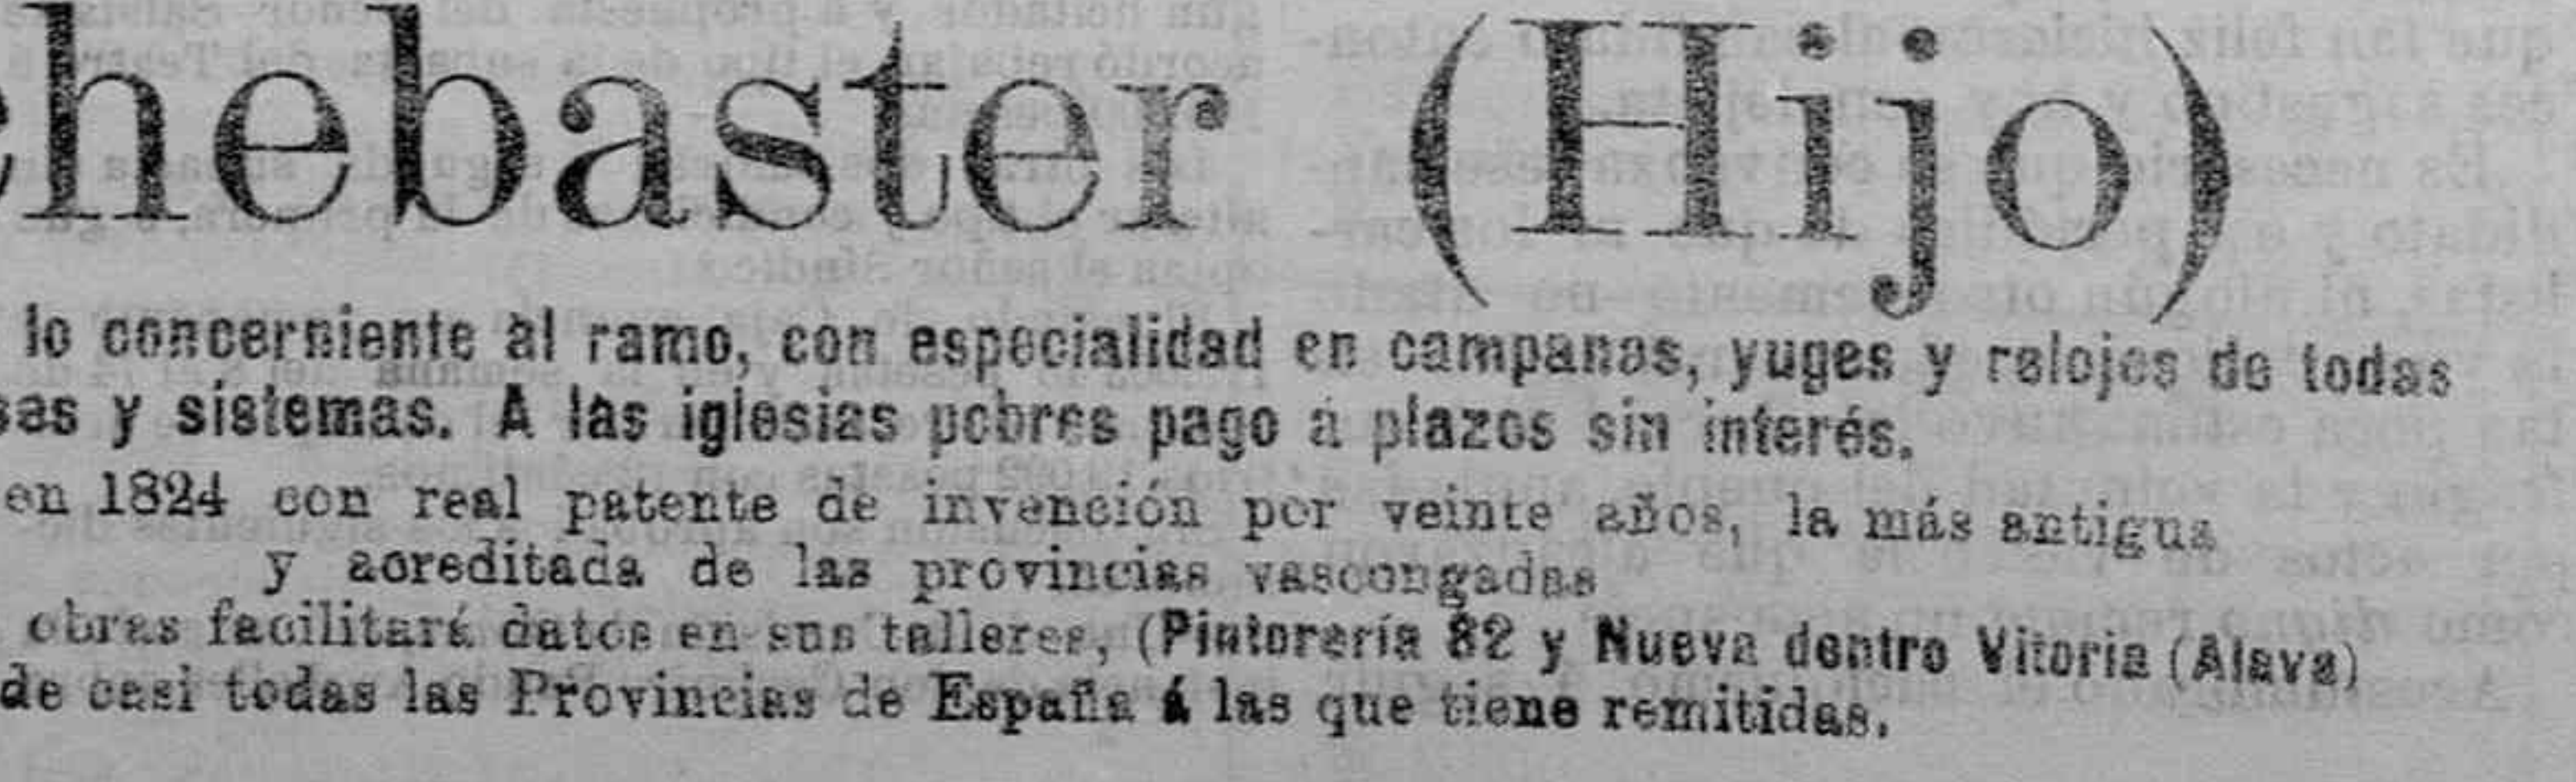 chebaster (Hijo)
lo concerniente al ramo, con especialidad en campanas, yuges y relojes de todas
sas y sistemas. A las iglesias pobres pago á plazos sin interés.
en 1824 con real patente de invención por veinte años, la más antigua
y acreditada de las provincias vascongadas
obras facilitará datos en sus talleres, (Pintorería 82 y Nueva dentro Vitoria (Alava)
de casi todas las Provincias de España á las que tiene remitidas.